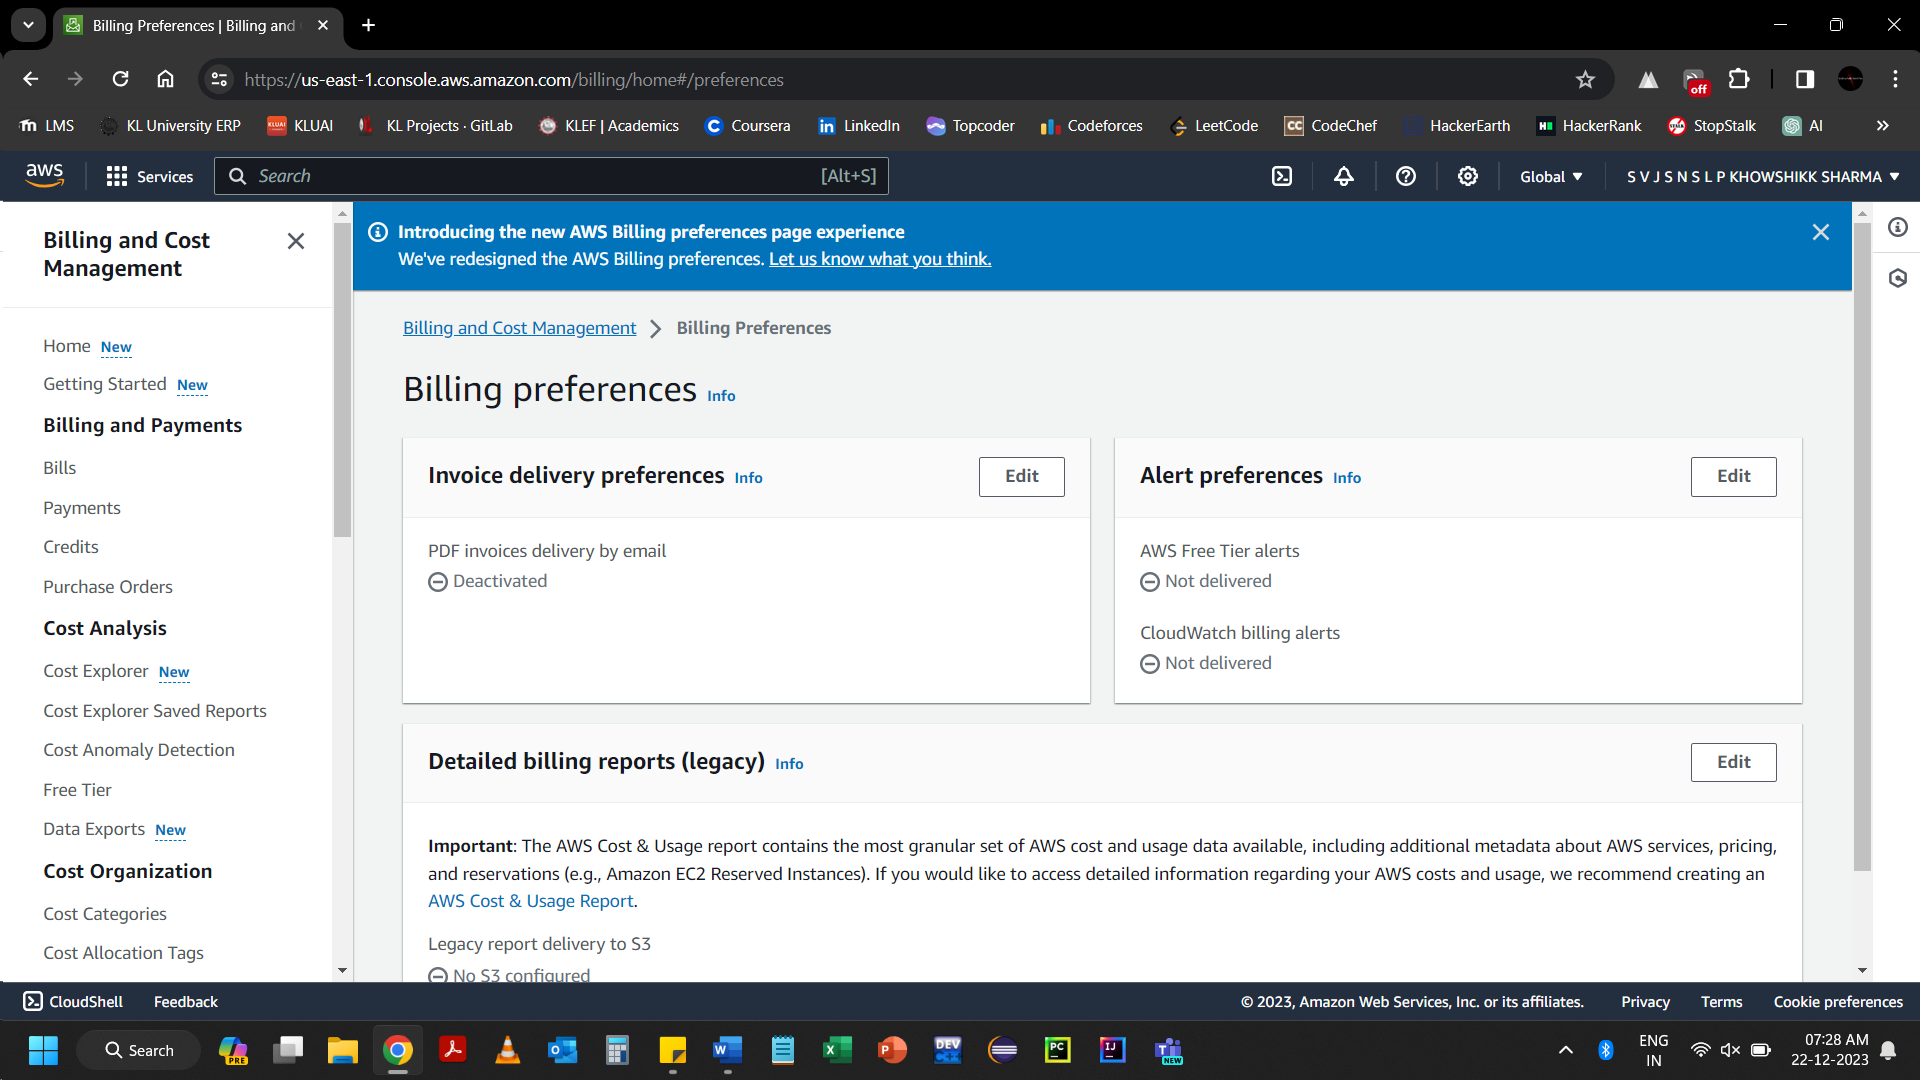 Billing Preferences | Billing and
https://us-east-1.console.aws.amazon.com/billing/home#/preferences
off
LMS
KL University ERP
KLUAI
KL Projects · GitLab
KLEF | Academics
Coursera
LinkedIn
Topcoder
Codeforces
LeetCode
CodeChef
HackerEarth
HackerRank
StopStalk
AI
aws
Services
Search
[Alt+S]
Global
S V J S N S L P KHOWSHIKK SHARMA
Billing and Cost
Management
Home New
Getting Started New
Billing and Payments
Bills
Payments
Credits
Purchase Orders
Cost Analysis
Cost Explorer New
Cost Explorer Saved Reports
Cost Anomaly Detection
Free Tier
Data Exports New
Cost Organization
Cost Categories
Cost Allocation Tags
Introducing the new AWS Billing preferences page experience
We've redesigned the AWS Billing preferences. Let us know what you think.
Billing and Cost Management
Billing Preferences
Billing preferences Info
Invoice delivery preferences Info
Edit
PDF invoices delivery by email
Deactivated
Alert preferences Info
Edit
AWS Free Tier alerts
Not delivered
CloudWatch billing alerts
Not delivered
Detailed billing reports (legacy) Info
Edit
Important: The AWS Cost & Usage report contains the most granular set of AWS cost and usage data available, including additional metadata about AWS services, pricing,
and reservations (e.g., Amazon EC2 Reserved Instances). If you would like to access detailed information regarding your AWS costs and usage, we recommend creating an
AWS Cost & Usage Report.
Legacy report delivery to S3
No S3 configured
CloudShell
Feedback
© 2023, Amazon Web Services, Inc. or its affiliates.
Privacy
Terms
Cookie preferences
Search
PRE
DEV
C++
PC
IJ
NEW
ENG
IN
07:28 AM
22-12-2023